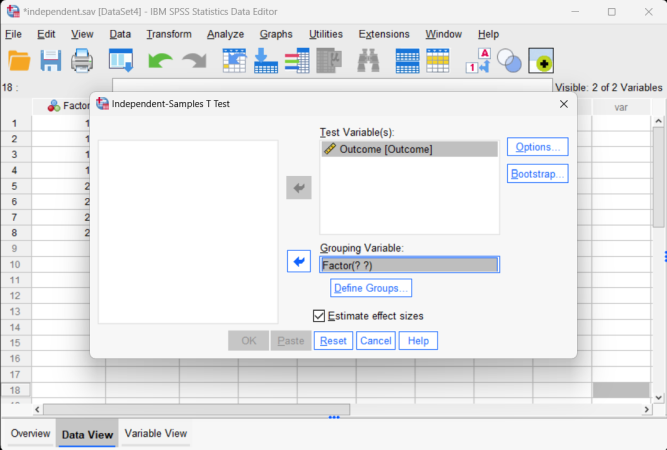 *independent.sav [DataSet4] - IBM SPSS Statistics Data Editor
File Edit View Data Transform Analyze Graphs Utilities Extensions Window Help
1 A
18 : Visible: 2 of 2 Variables
Factor var
Independent-Samples T Test
1 1
2 1
3 1
4 1
5 2
6 2
7 2
8 2
9
10
11
12
13
14
15
16
17
18
Test Variable(s):
Outcome [Outcome]
Options...
Bootstrap...
Grouping Variable:
Factor(? ?)
Define Groups...
Estimate effect sizes
OK Paste Reset Cancel Help
Overview Data View Variable View